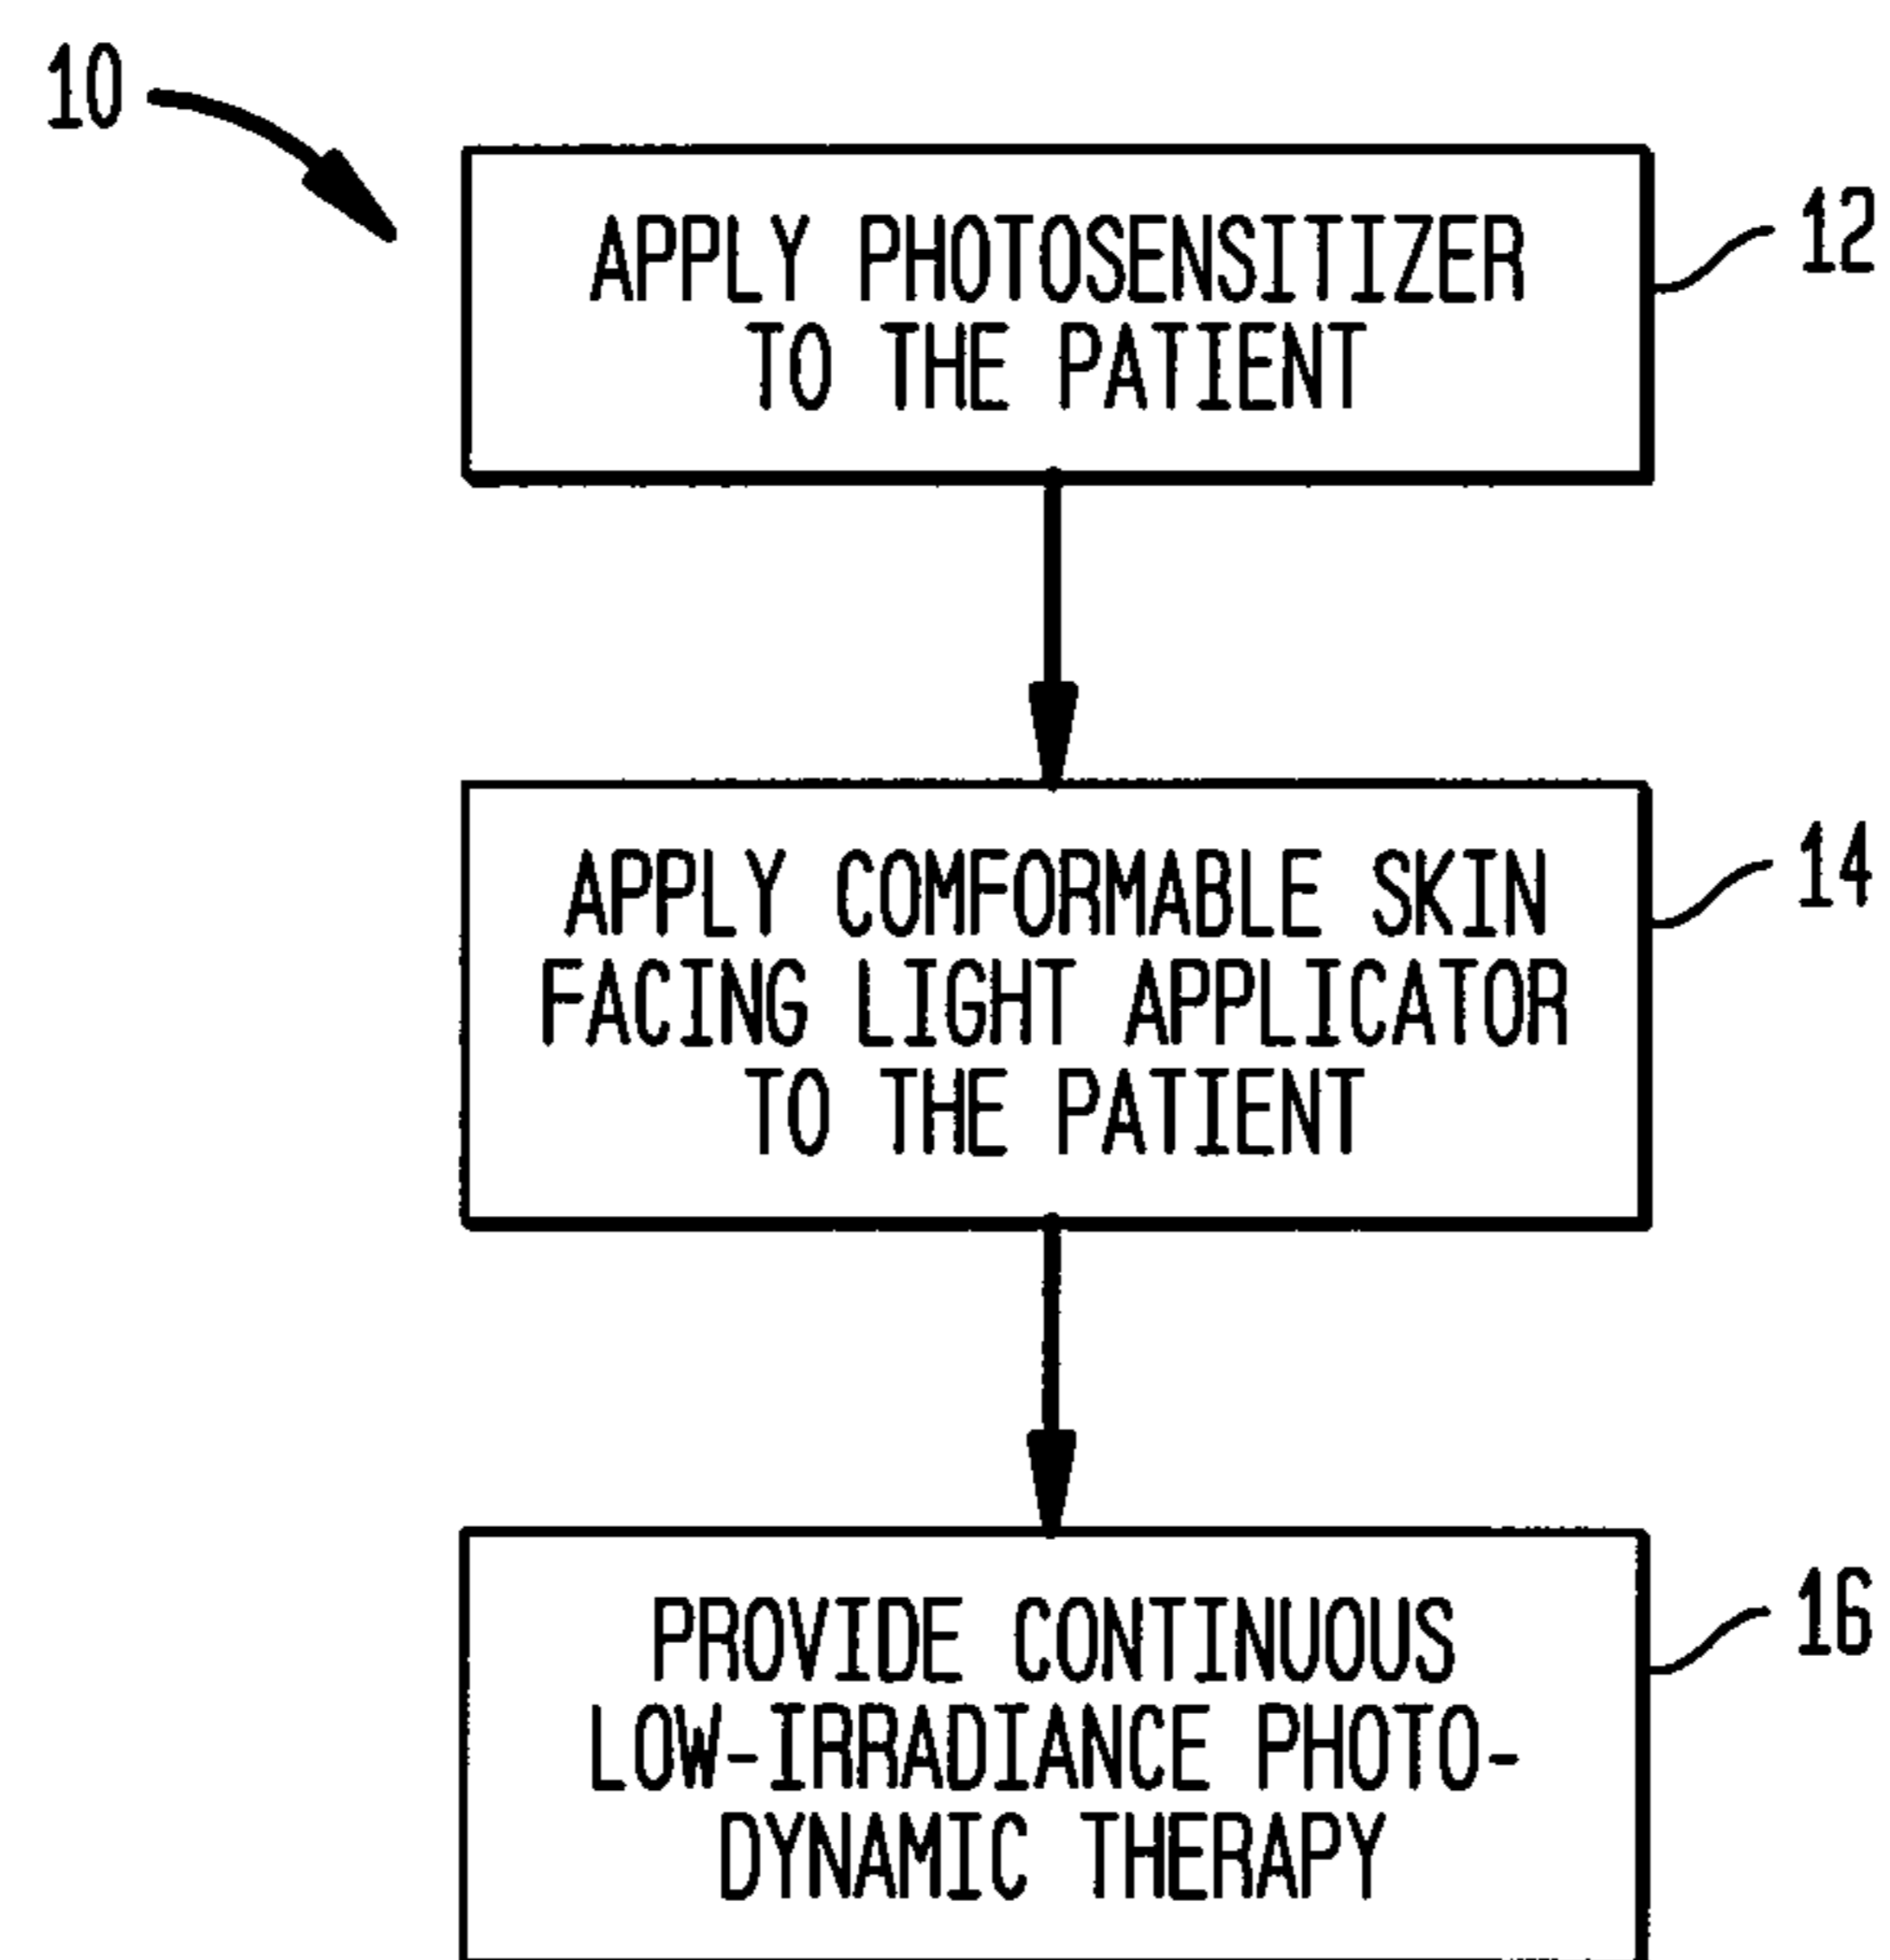 10
APPLY PHOTOSENSITIZER
TO THE PATIENT
12
APPLY COMFORMABLE SKIN
FACING LIGHT APPLICATOR
TO THE PATIENT
14
PROVIDE CONTINUOUS
LOW-IRRADIANCE PHOTO-
DYNAMIC THERAPY
16